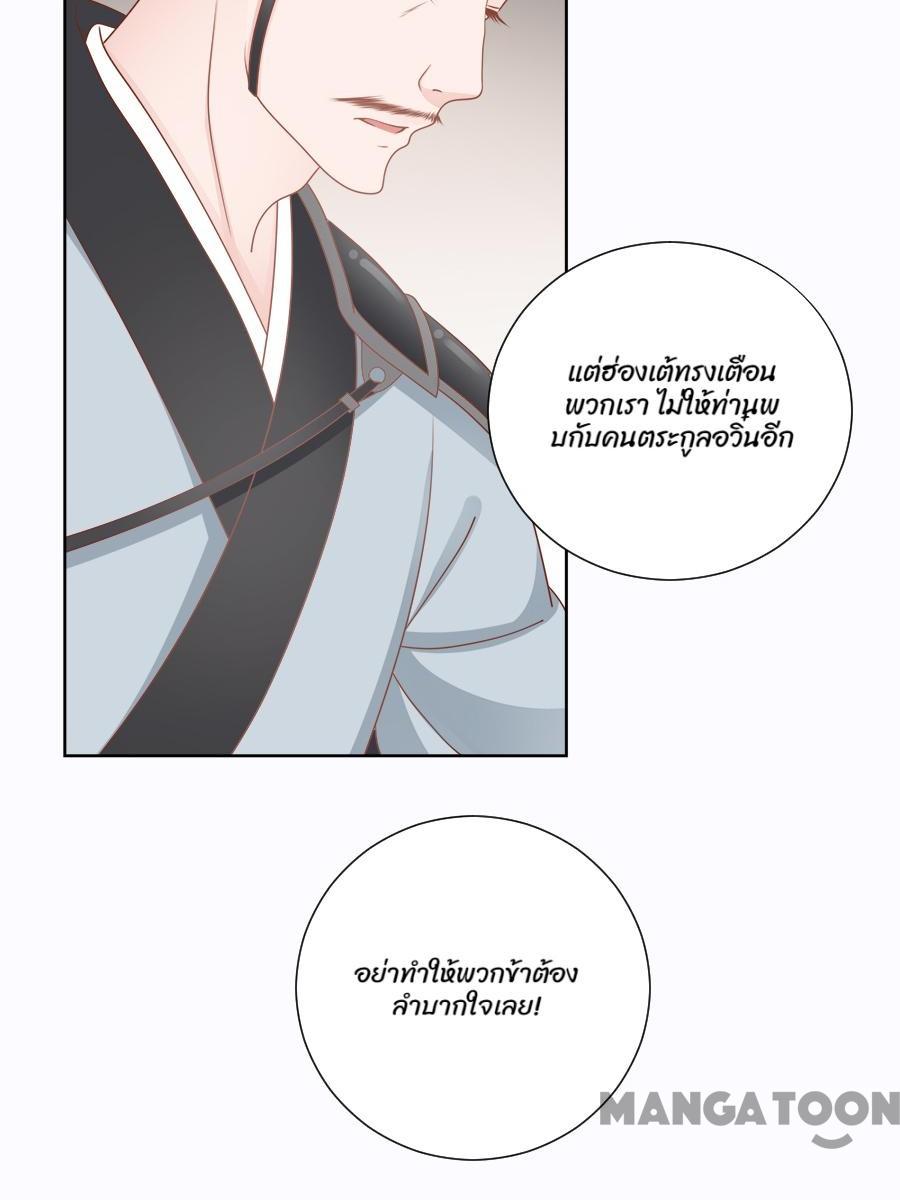 แต่ฮ่องเต้ทรงเตือน
พวกเรา ไม่ให้ท่านพ
บกับคนตระกูลอวิ๋นอีก
อย่าทำให้พวกข้าต้อง
ลำบากใจเลย!
MANGATOON